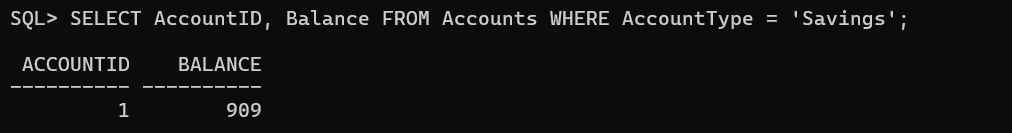 SQL> SELECT AccountID, Balance FROM Accounts WHERE AccountType = 'Savings';
ACCOUNTID    BALANCE
---------- ----------
1        909